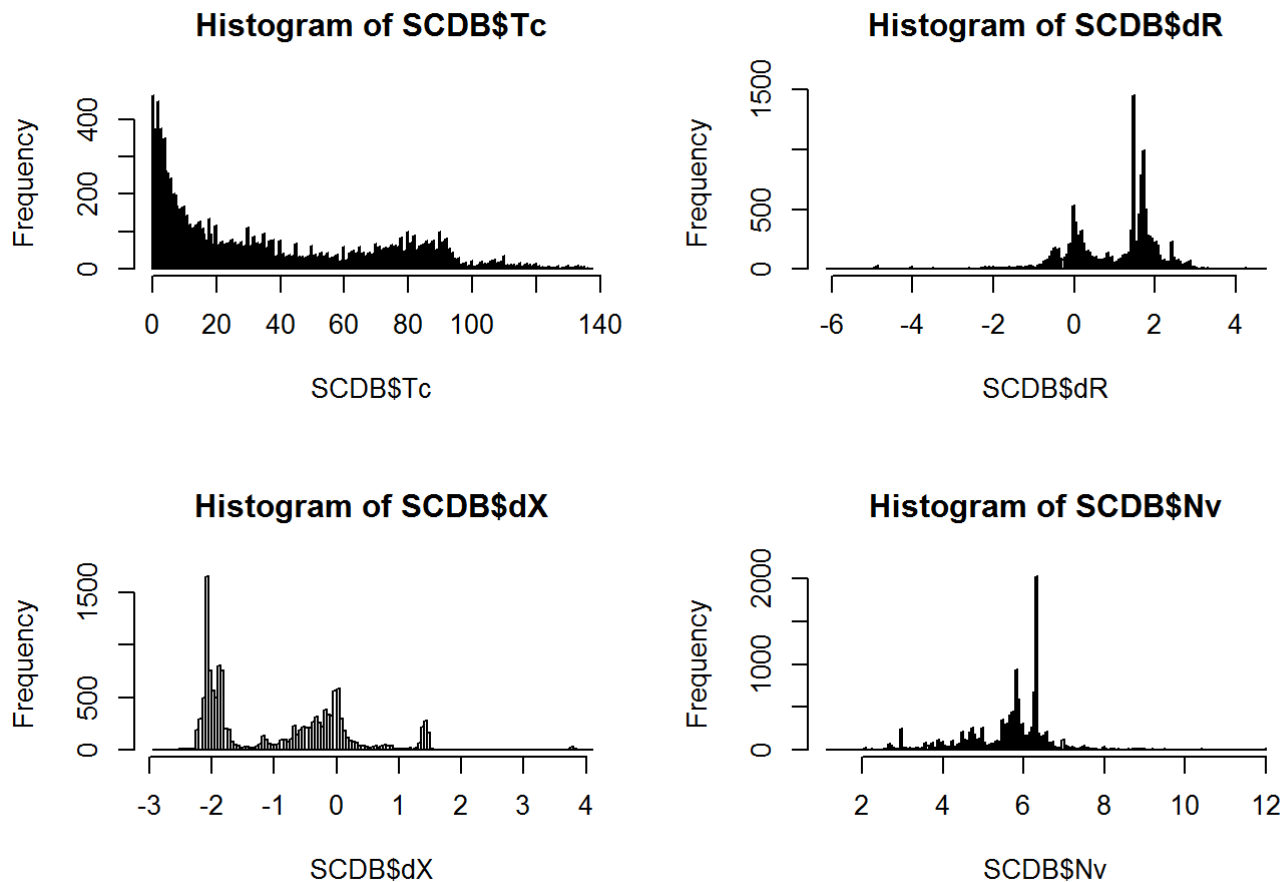 Histogram of SCDB$Tc
Frequency
0 200 400
0 20 40 60 80 100 140
SCDB$Tc
Histogram of SCDB$dR
Frequency
0 500 1500
-6 -4 -2 0 2 4
SCDB$dR
Histogram of SCDB$dX
Frequency
0 500 1500
-3 -2 -1 0 1 2 3 4
SCDB$dX
Histogram of SCDB$Nv
Frequency
0 1000 2000
2 4 6 8 10 12
SCDB$Nv